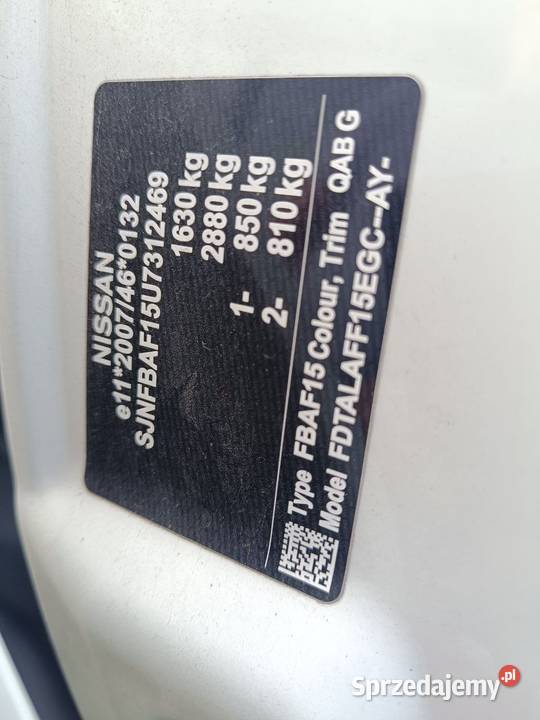 NISSAN
e11*2007/46*0132
SJNFBAF15U7312469
1630 kg
2880 kg
1- 850 kg
2- 810 kg
Type FBAF15 Colour, Trim QAB G
Model FDTALAFF15EGC--AY-
Sprzedajemy.pl